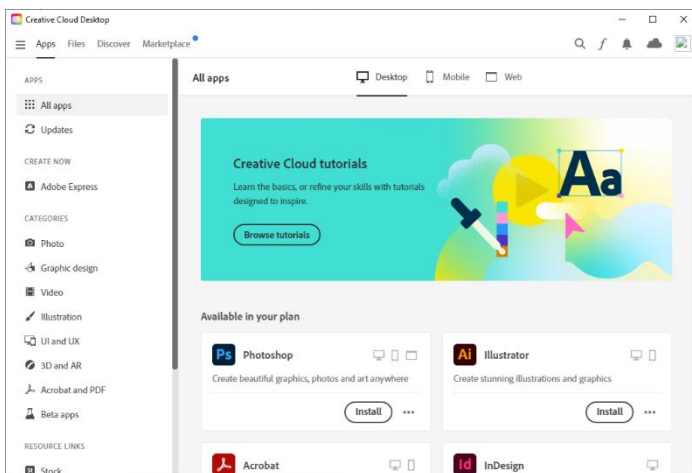 Creative Cloud Desktop
Apps Files Discover Marketplace
APPS
All apps
Updates
CREATE NOW
Adobe Express
CATEGORIES
Photo
Graphic design
Video
Illustration
UI and UX
3D and AR
Acrobat and PDF
Beta apps
RESOURCE LINKS
Stock
All apps
Desktop Mobile Web
Creative Cloud tutorials
Learn the basics, or refine your skills with tutorials
designed to inspire.
Browse tutorials
Aa
Available in your plan
Ps Photoshop
Create beautiful graphics, photos and art anywhere
Install
Ai Illustrator
Create stunning illustrations and graphics
Install
Acrobat
Id InDesign